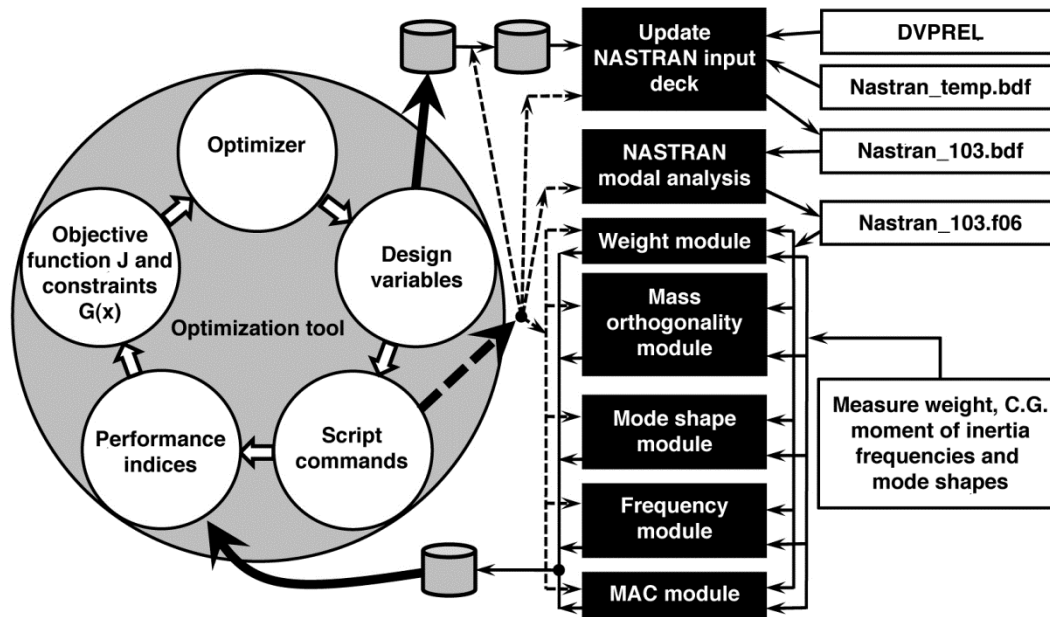 Optimizer
Design
variables
Script
commands
Performance
indices
Objective
function J and
constraints
G(x)
Optimization tool
Update
NASTRAN input
deck
NASTRAN
modal analysis
Weight module
Mass
orthogonality
module
Mode shape
module
Frequency
module
MAC module
DVPREL
Nastran_temp.bdf
Nastran_103.bdf
Nastran_103.f06
Measure weight, C.G.
moment of inertia
frequencies and
mode shapes